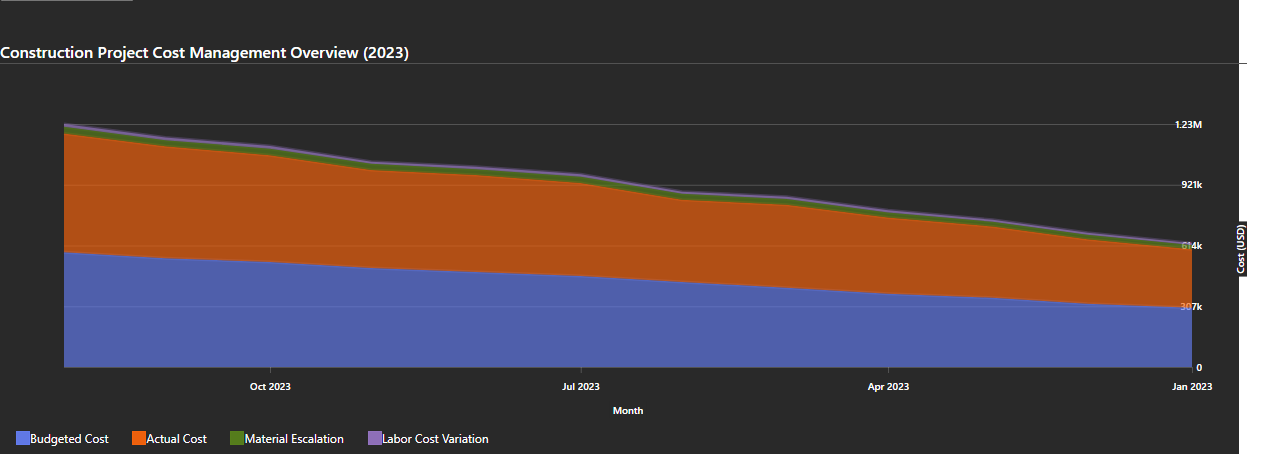 Construction Project Cost Management Overview (2023)
1.23M
921k
614k
307k
0
Cost (USD)
Oct 2023
Jul 2023
Apr 2023
Jan 2023
Month
Budgeted Cost
Actual Cost
Material Escalation
Labor Cost Variation